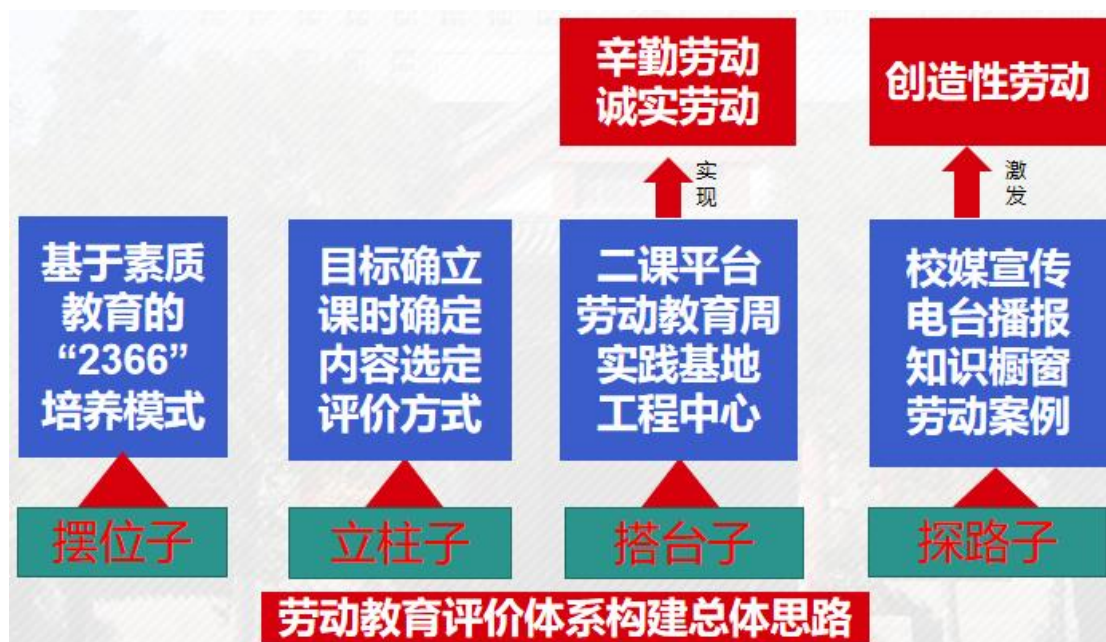 辛勤劳动
诚实劳动
创造性劳动
实现
激发
基于素质
教育的
“2366”
培养模式
目标确立
课时确定
内容选定
评价方式
二课平台
劳动教育周
实践基地
工程中心
校媒宣传
电台播报
知识橱窗
劳动案例
摆位子
立柱子
搭台子
探路子
劳动教育评价体系构建总体思路